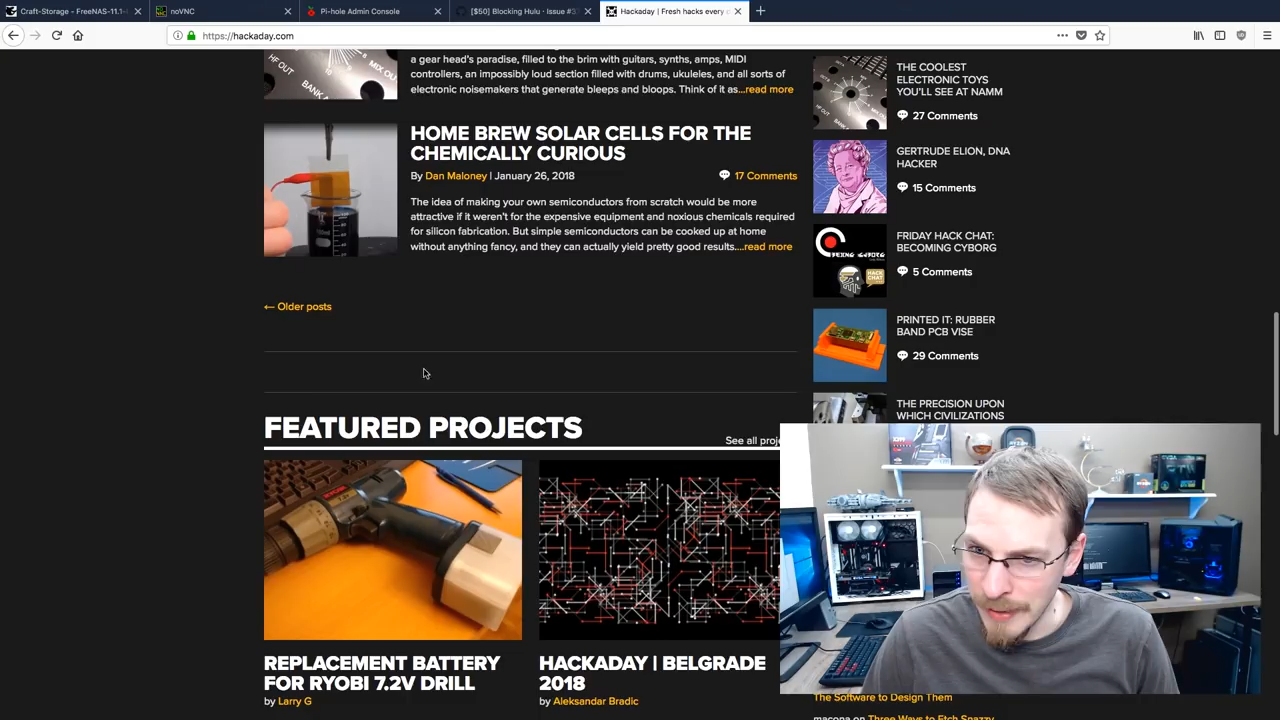 Craft-Storage - FreeNAS-11.1-
noVNC
Pi-hole Admin Console
[$50] Blocking Hulu · Issue #3
Hackaday | Fresh hacks every
https://hackaday.com
HF OUT
MIX OU
BANK
a gear head's paradise, filled to the brim with guitars, synths, amps, MIDI
controllers, an impossibly loud section filled with drums, ukuleles, and all sorts of
electronic noisemakers that generate bleeps and bloops. Think of it as...read more
HOME BREW SOLAR CELLS FOR THE
CHEMICALLY CURIOUS
By Dan Maloney | January 26, 2018
17 Comments
The idea of making your own semiconductors from scratch would be more
attractive if it weren't for the expensive equipment and noxious chemicals required
for silicon fabrication. But simple semiconductors can be cooked up at home
without anything fancy, and they can actually yield pretty good results....read more
← Older posts
FEATURED PROJECTS
See all proj
REPLACEMENT BATTERY
FOR RYOBI 7.2V DRILL
by Larry G
HACKADAY | BELGRADE
2018
by Aleksandar Bradic
THE COOLEST
ELECTRONIC TOYS
YOU'LL SEE AT NAMM
27 Comments
GERTRUDE ELION, DNA
HACKER
15 Comments
FRIDAY HACK CHAT:
BECOMING CYBORG
5 Comments
PRINTED IT: RUBBER
BAND PCB VISE
29 Comments
THE PRECISION UPON
WHICH CIVILIZATIONS
The Software to Design Them
macona on Three Ways to Etch Snazzy